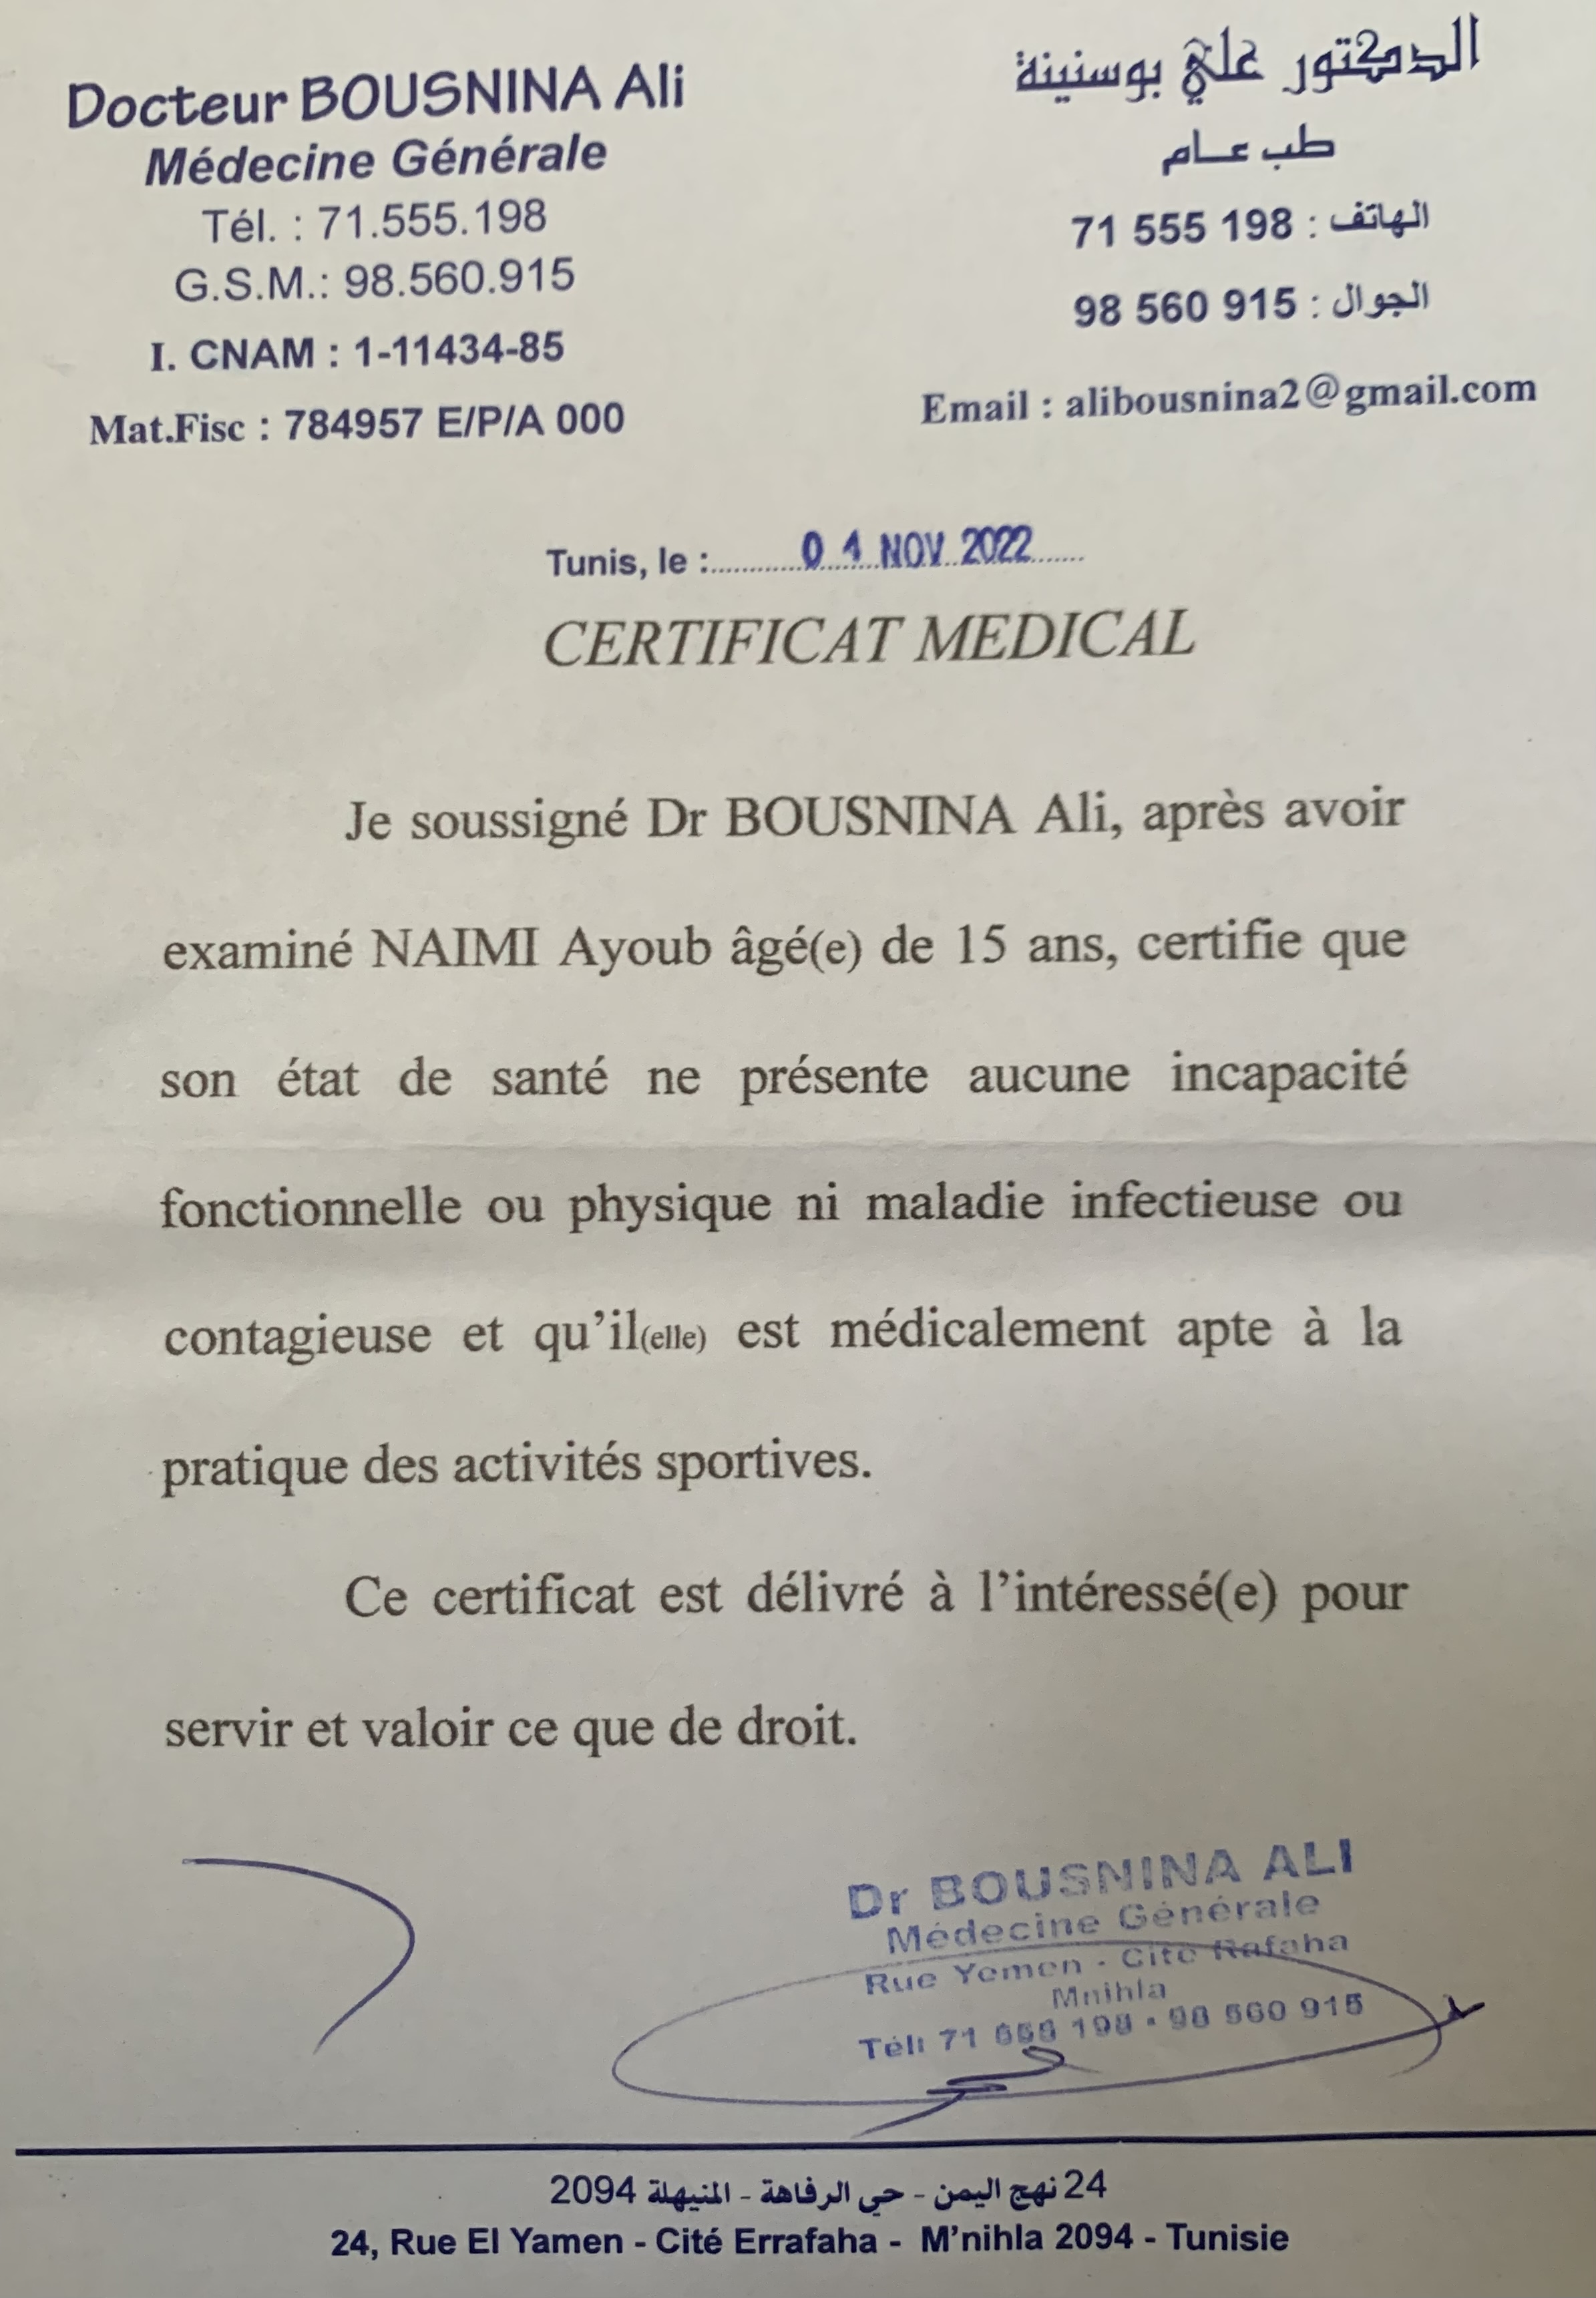 Docteur BOUSNINA Ali
Médecine Générale
Tél. : 71.555.198
G.S.M.: 98.560.915
I. CNAM : 1-11434-85
Mat.Fisc : 784957 E/P/A 000
الدكتور علي بوسنينة
طب عـام
الهاتف : 198 555 71
الجوال : 915 560 98
Email : alibousnina2@gmail.com
Tunis, le :............0 4 NOV 2022......
CERTIFICAT MEDICAL
Je soussigné Dr BOUSNINA Ali, après avoir
examiné NAIMI Ayoub âgé(e) de 15 ans, certifie que
son état de santé ne présente aucune incapacité
fonctionnelle ou physique ni maladie infectieuse ou
contagieuse et qu’il(elle) est médicalement apte à la
pratique des activités sportives.
Ce certificat est délivré à l’intéressé(e) pour
servir et valoir ce que de droit.
Dr BOUSNINA ALI
Médecine Générale
Rue Yemen - Cité Rafaha
Mnihla
Tél: 71 555 198 • 98 560 915
24 نهج اليمن - حي الرفاهة - المنيهلة 2094
24, Rue El Yamen - Cité Errafaha - M'nihla 2094 - Tunisie